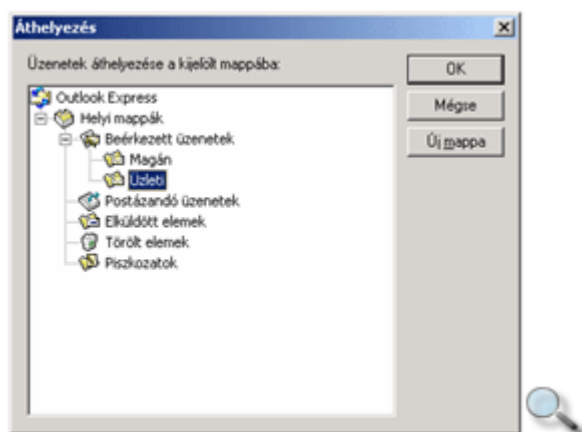 Áthelyezés
Üzenetek áthelyezése a kijelölt mappába:
OK
Mégse
Új mappa
Outlook Express
Helyi mappák
Beérkezett üzenetek
Magán
Üzleti
Postázandó üzenetek
Elküldött elemek
Törölt elemek
Piszkozatok